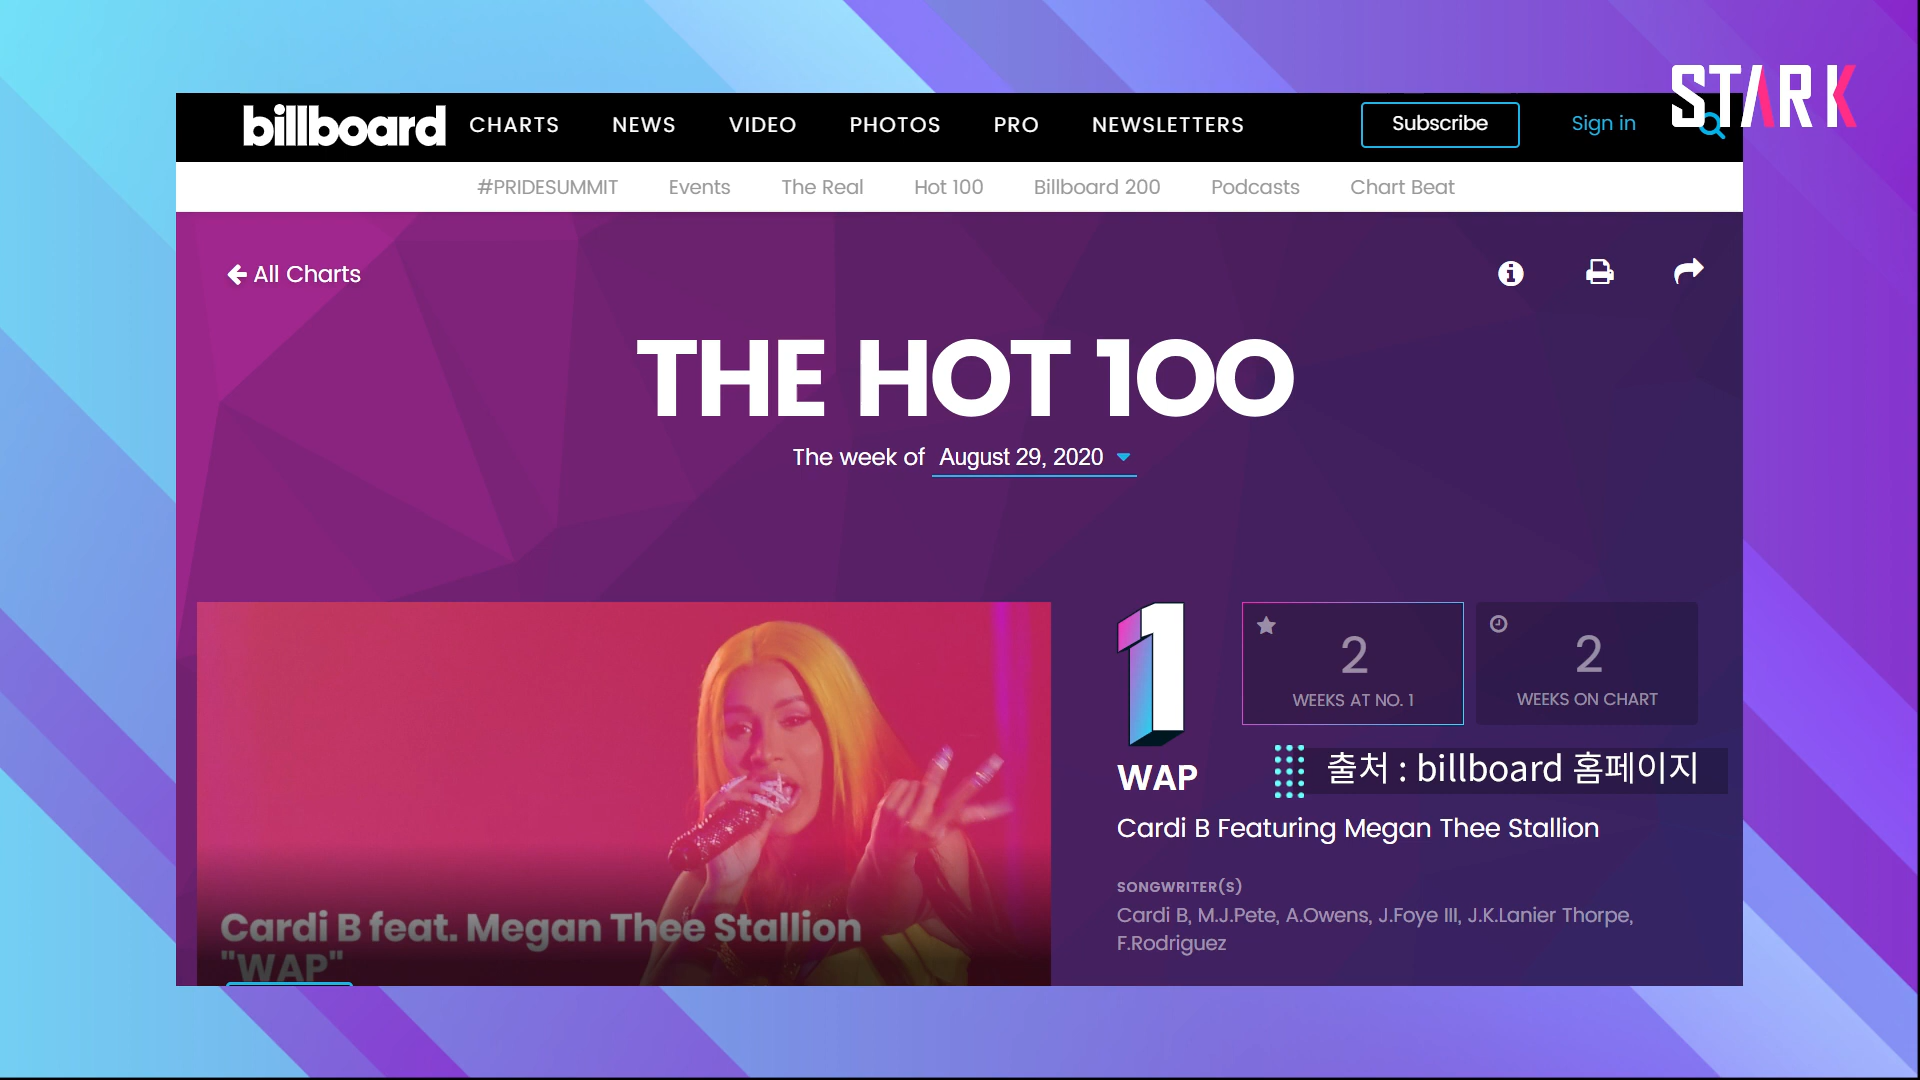 STARK
billboard CHARTS NEWS VIDEO PHOTOS PRO NEWSLETTERS Subscribe Sign in
#PRIDESUMMIT Events The Real Hot 100 Billboard 200 Podcasts Chart Beat
All Charts
THE HOT 100
The week of August 29, 2020
1
2
WEEKS AT NO. 1
2
WEEKS ON CHART
출처 : billboard 홈페이지
WAP
Cardi B Featuring Megan Thee Stallion
SONGWRITER(S)
Cardi B, M.J.Pete, A.Owens, J.Foye III, J.K.Lanier Thorpe,
F.Rodriguez
Cardi B feat. Megan Thee Stallion
"WAP"